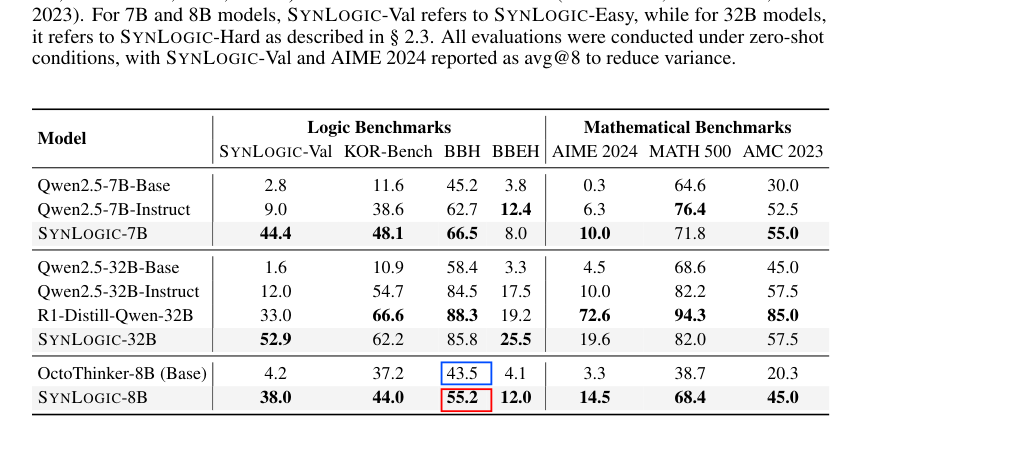 2023). For 7B and 8B models, SYNLOGIC-Val refers to SYNLOGIC-Easy, while for 32B models,
it refers to SYNLOGIC-Hard as described in § 2.3. All evaluations were conducted under zero-shot
conditions, with SYNLOGIC-Val and AIME 2024 reported as avg@8 to reduce variance.
Model Logic Benchmarks Mathematical Benchmarks
SYNLOGIC-Val KOR-Bench BBH BBEH AIME 2024 MATH 500 AMC 2023
Qwen2.5-7B-Base 2.8 11.6 45.2 3.8 0.3 64.6 30.0
Qwen2.5-7B-Instruct 9.0 38.6 62.7 12.4 6.3 76.4 52.5
SYNLOGIC-7B 44.4 48.1 66.5 8.0 10.0 71.8 55.0
Qwen2.5-32B-Base 1.6 10.9 58.4 3.3 4.5 68.6 45.0
Qwen2.5-32B-Instruct 12.0 54.7 84.5 17.5 10.0 82.2 57.5
R1-Distill-Qwen-32B 33.0 66.6 88.3 19.2 72.6 94.3 85.0
SYNLOGIC-32B 52.9 62.2 85.8 25.5 19.6 82.0 57.5
OctoThinker-8B (Base) 4.2 37.2 43.5 4.1 3.3 38.7 20.3
SYNLOGIC-8B 38.0 44.0 55.2 12.0 14.5 68.4 45.0